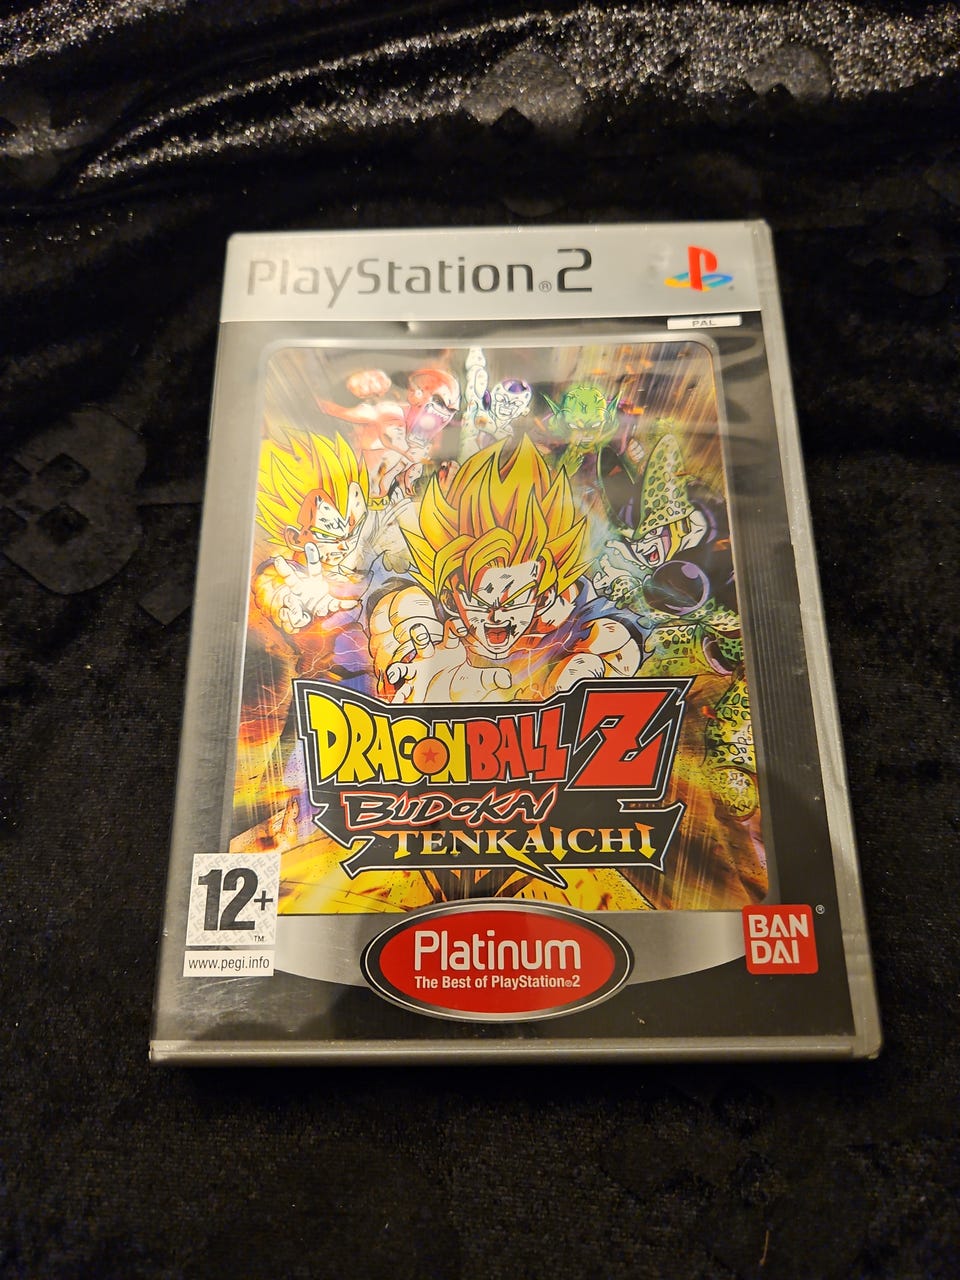 PlayStation®2
PAL
DRAGON BALL Z
BUDOKAI
TENKAICHI
12+
TM
www.pegi.info
Platinum
The Best of PlayStation®2
BAN
DAI
®